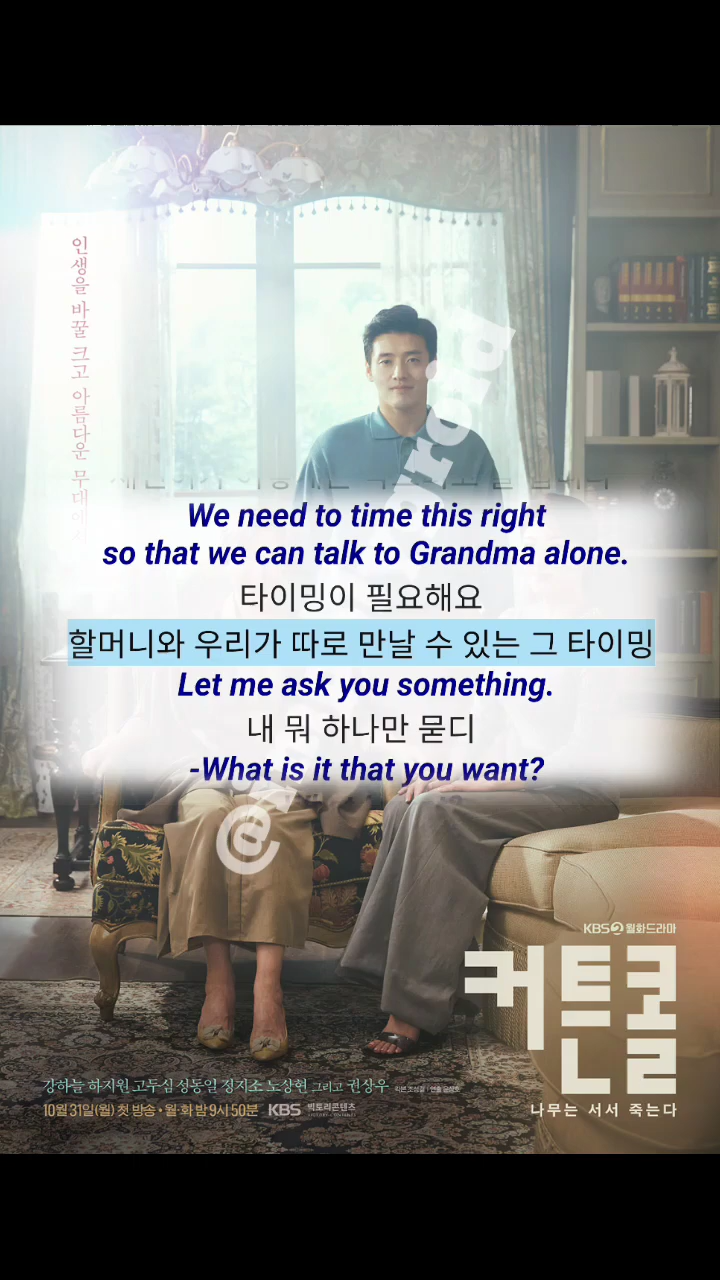 인생을 바꿀 크고 아름다운 무대
We need to time this right
so that we can talk to Grandma alone.
타이밍이 필요해요
할머니와 우리가 따로 만날 수 있는 그 타이밍
Let me ask you something.
내 뭐 하나만 묻디
-What is it that you want?
KBS2 월화드라마
커튼콜
나무는 서서 죽는다
강하늘 하지원 고두심 성동일 정지소 노상현 그리고 권상우
10월 31일(월) 첫 방송 • 월·화 밤 9시 50분 KBS 빅토리콘텐츠